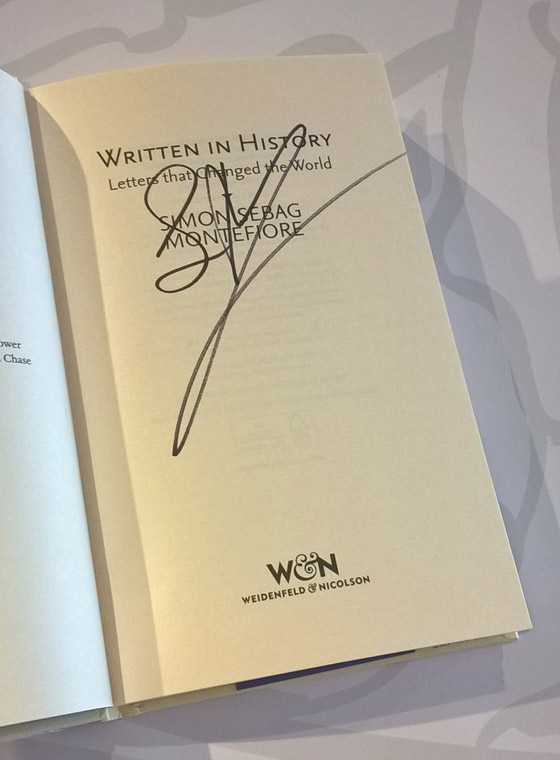 ower
Chase
WRITTEN IN HISTORY
Letters that Changed the World
SIMON SEBAG
MONTEFIORE
W&N
WEIDENFELD & NICOLSON